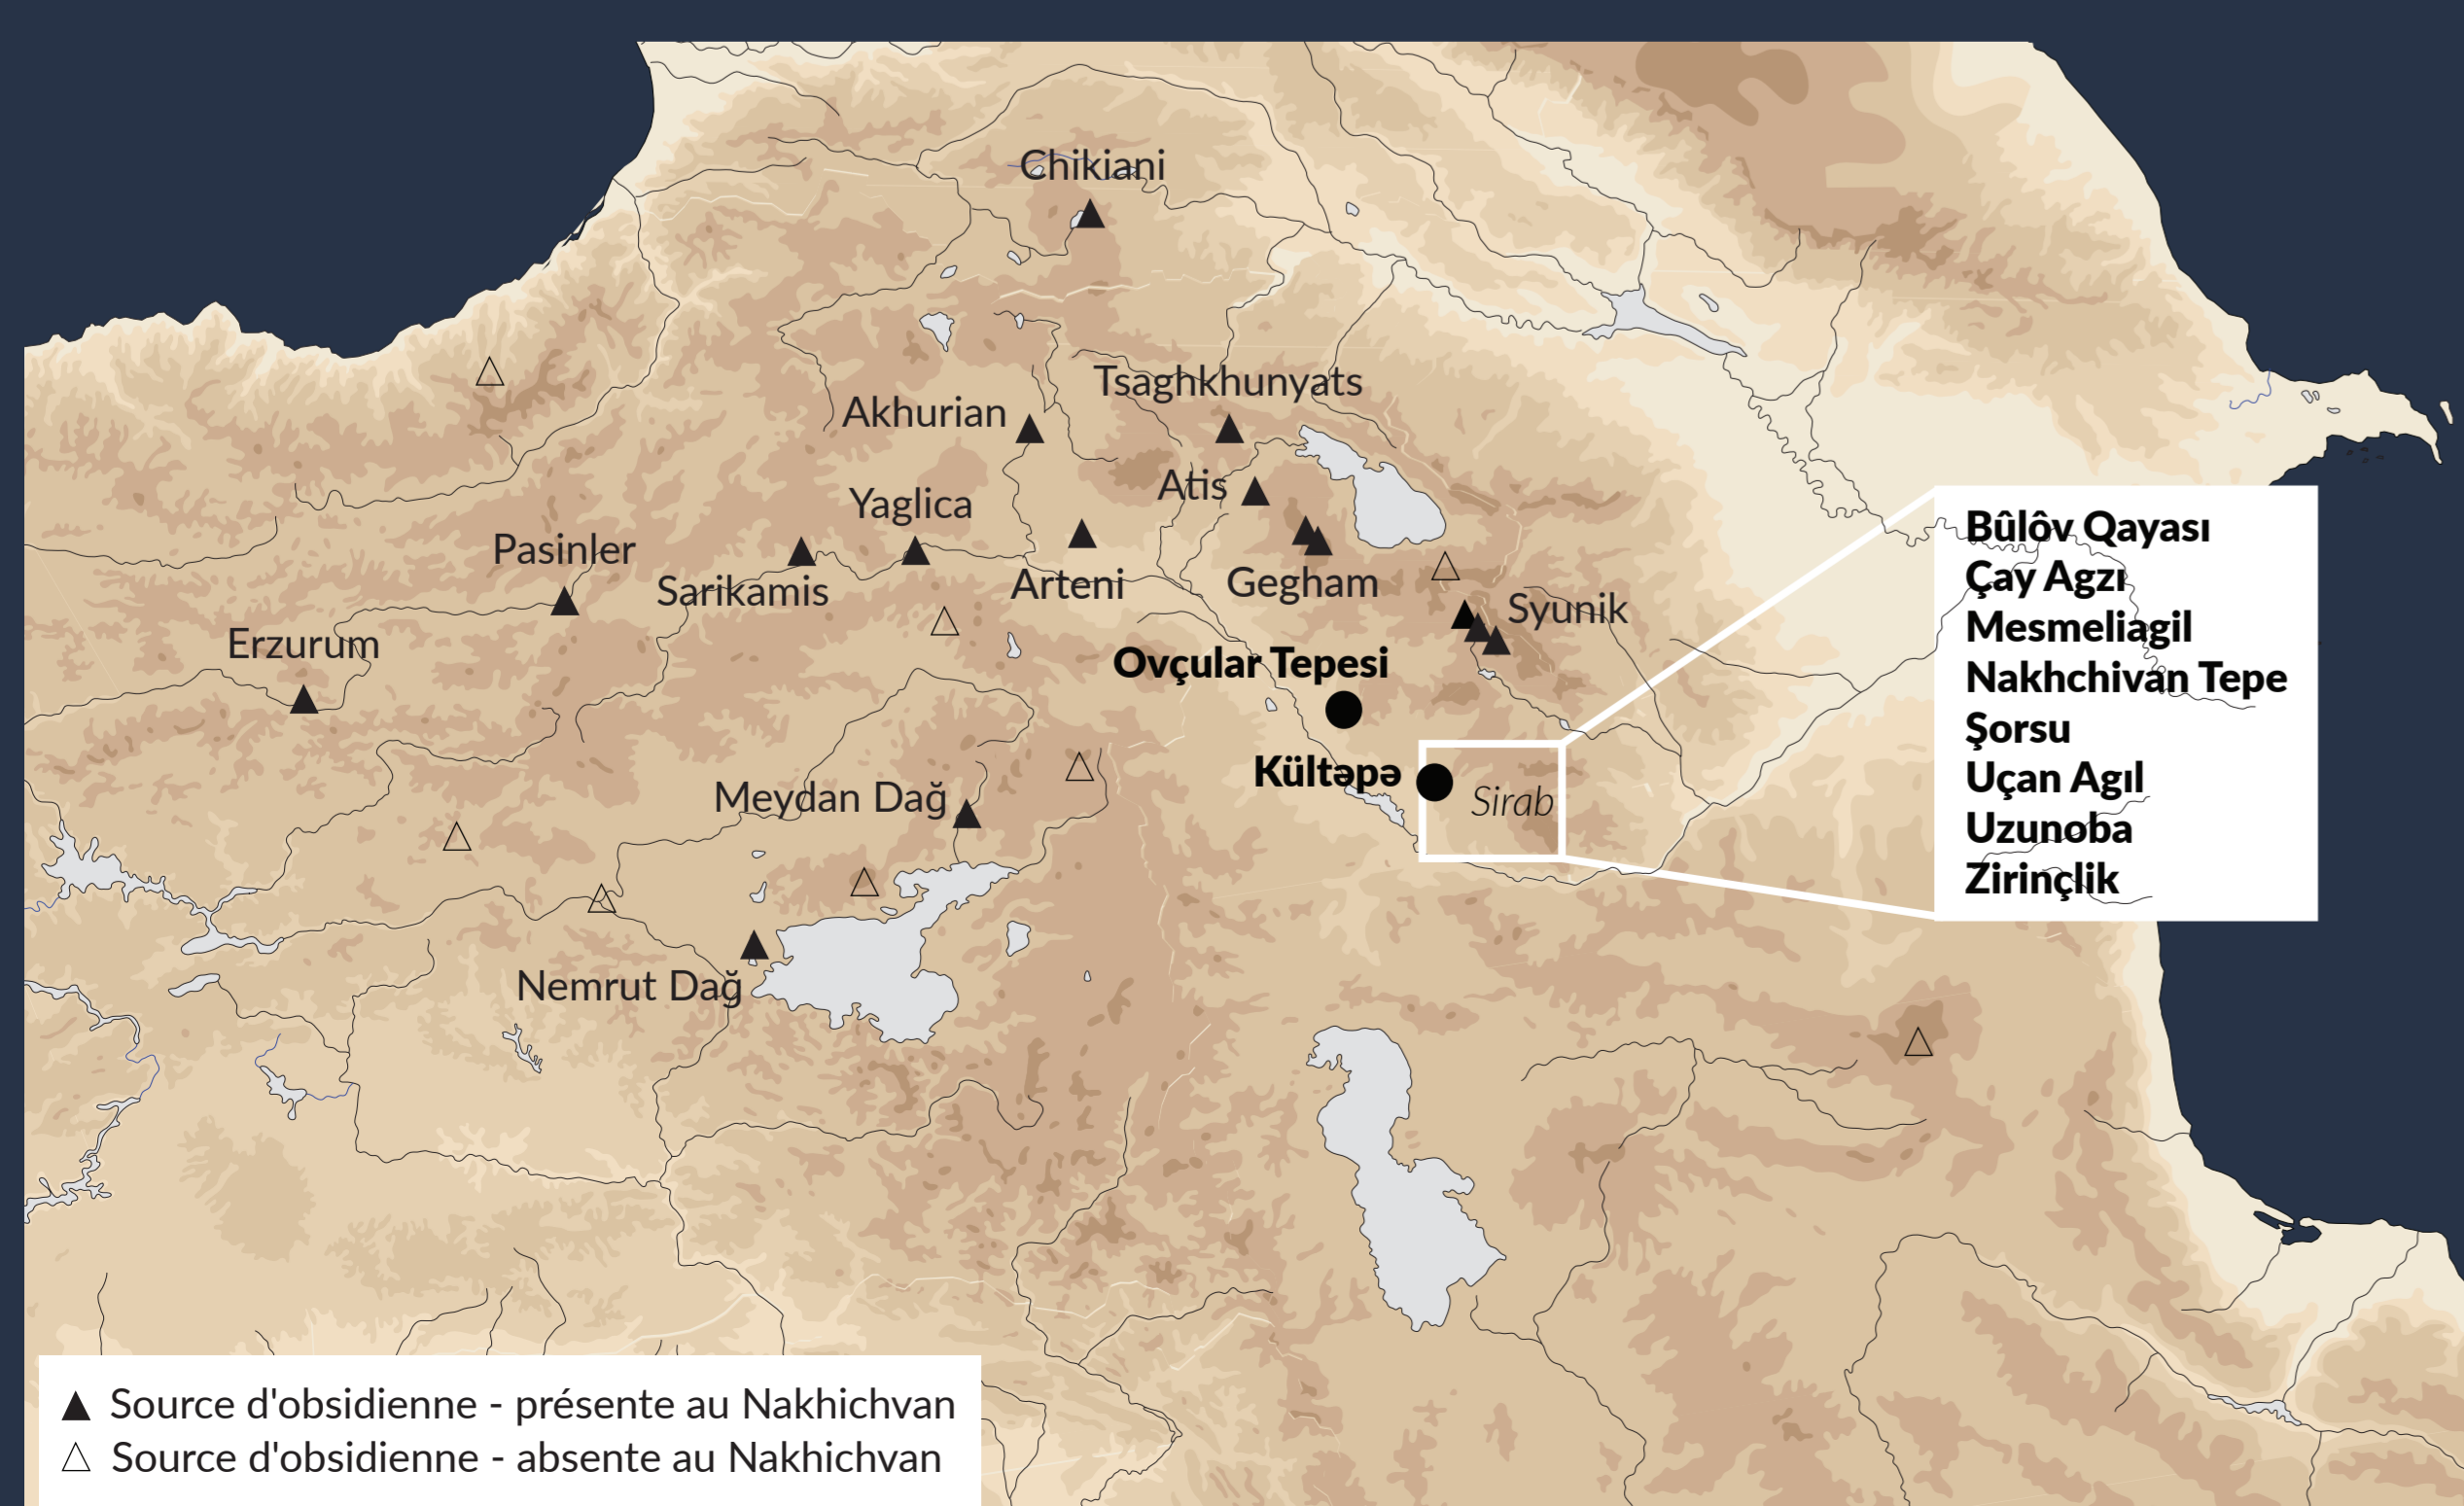 Chikiani
Tsaghkhunyats
Akhurian
Atis
Yaglica
Pasinler
Sarikamis
Arteni
Gegham
Syunik
Erzurum
Ovçular Tepesi
Kültəpə
Sirab
Meydan Dağ
Nemrut Dağ
Bûlôv Qayası
Çay Agzı
Mesmeliagil
Nakhchivan Tepe
Şorsu
Uçan Agıl
Uzunoba
Zirinçlik
Source d'obsidienne - présente au Nakhichvan
Source d'obsidienne - absente au Nakhichvan